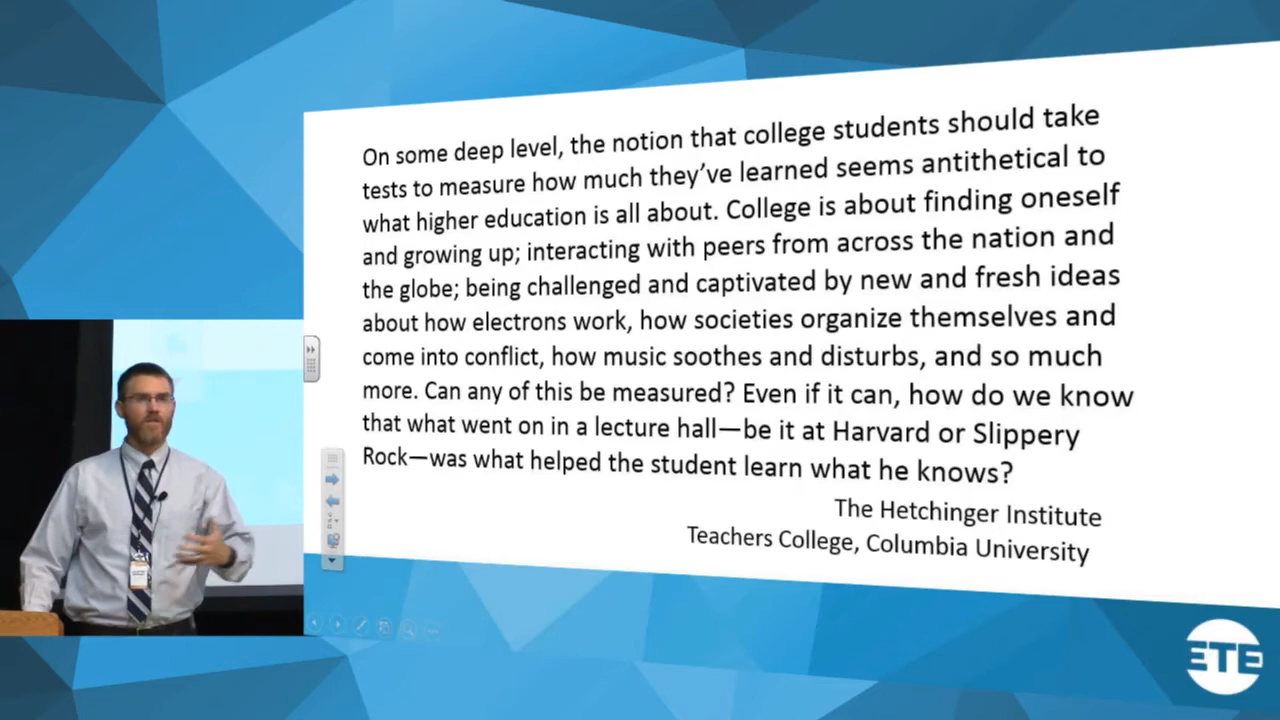 On some deep level, the notion that college students should take
tests to measure how much they've learned seems antithetical to
what higher education is all about. College is about finding oneself
and growing up; interacting with peers from across the nation and
the globe; being challenged and captivated by new and fresh ideas
about how electrons work, how societies organize themselves and
come into conflict, how music soothes and disturbs, and so much
more. Can any of this be measured? Even if it can, how do we know
that what went on in a lecture hall—be it at Harvard or Slippery
Rock—was what helped the student learn what he knows?
The Hetchinger Institute
Teachers College, Columbia University
ETE